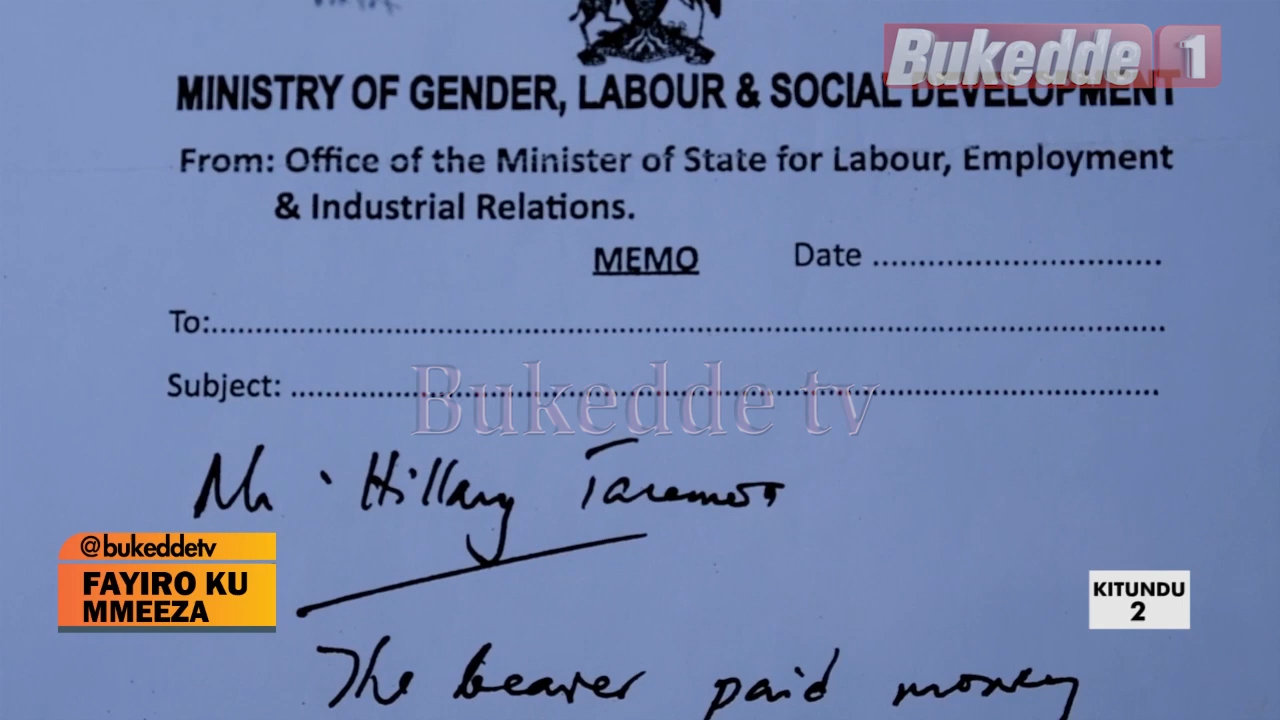 Bukedde 1
MINISTRY OF GENDER, LABOUR & SOCIAL DEVELOPMENT
From: Office of the Minister of State for Labour, Employment
& Industrial Relations.
MEMO Date ..............................
To:..............................................................................................................
Subject: ....................................................................................................
Bukedde tv
Mr. Hillary
@bukeddetv
FAYIRO KU
MMEEZA
KITUNDU
2
The bearer paid money